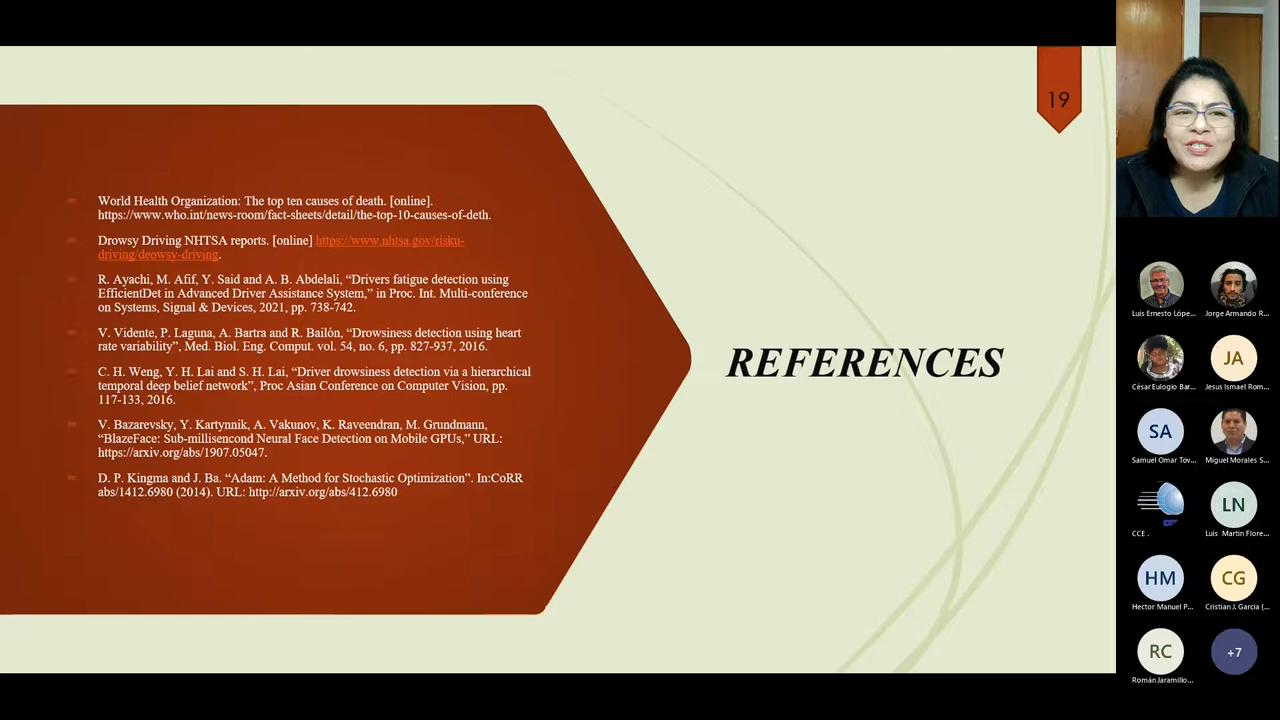 19
World Health Organization: The top ten causes of death. [online].
https://www.who.int/news-room/fact-sheets/detail/the-top-10-causes-of-deth.
Drowsy Driving NHTSA reports. [online] https://www.nhtsa.gov/risku-
driving/deowsy-driving.
R. Ayachi, M. Afif, Y. Said and A. B. Abdelali, “Drivers fatigue detection using
EfficientDet in Advanced Driver Assistance System,” in Proc. Int. Multi-conference
on Systems, Signal & Devices, 2021, pp. 738-742.
V. Vidente, P. Laguna, A. Bartra and R. Bailón, “Drowsiness detection using heart
rate variability”, Med. Biol. Eng. Comput. vol. 54, no. 6, pp. 827-937, 2016.
C. H. Weng, Y. H. Lai and S. H. Lai, “Driver drowsiness detection via a hierarchical
temporal deep belief network”, Proc Asian Conference on Computer Vision, pp.
117-133, 2016.
V. Bazarevsky, Y. Kartynnik, A. Vakunov, K. Raveendran, M. Grundmann,
“BlazeFace: Sub-millisencond Neural Face Detection on Mobile GPUs,” URL:
https://arxiv.org/abs/1907.05047.
D. P. Kingma and J. Ba. “Adam: A Method for Stochastic Optimization”. In:CoRR
abs/1412.6980 (2014). URL: http://arxiv.org/abs/412.6980
REFERENCES
Luis Ernesto Lópe...
Jorge Armando R...
César Eulogio Bar...
JA
Jesus Ismael Rom...
SA
Samuel Omar Tov...
Miguel Morales S...
CCE .
LN
Luis Martin Flore...
HM
Hector Manuel P...
CG
Cristian J. Garcia (...
RC
Román Jaramillo...
+7